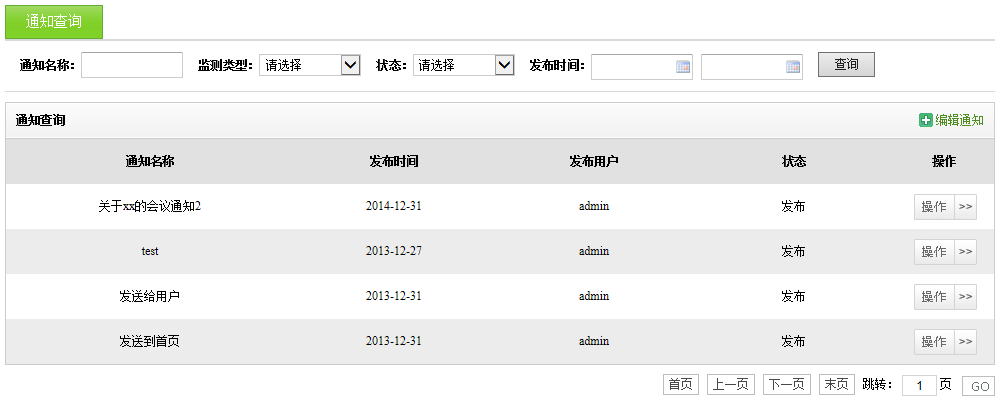 通知查询
通知名称: 监测类型: 请选择 状态: 请选择 发布时间: 查询
通知查询 编辑通知
通知名称 发布时间 发布用户 状态 操作
关于xx的会议通知2 2014-12-31 admin 发布 操作 >>
test 2013-12-27 admin 发布 操作 >>
发送给用户 2013-12-31 admin 发布 操作 >>
发送到首页 2013-12-31 admin 发布 操作 >>
首页 上一页 下一页 末页 跳转: 1 页 GO